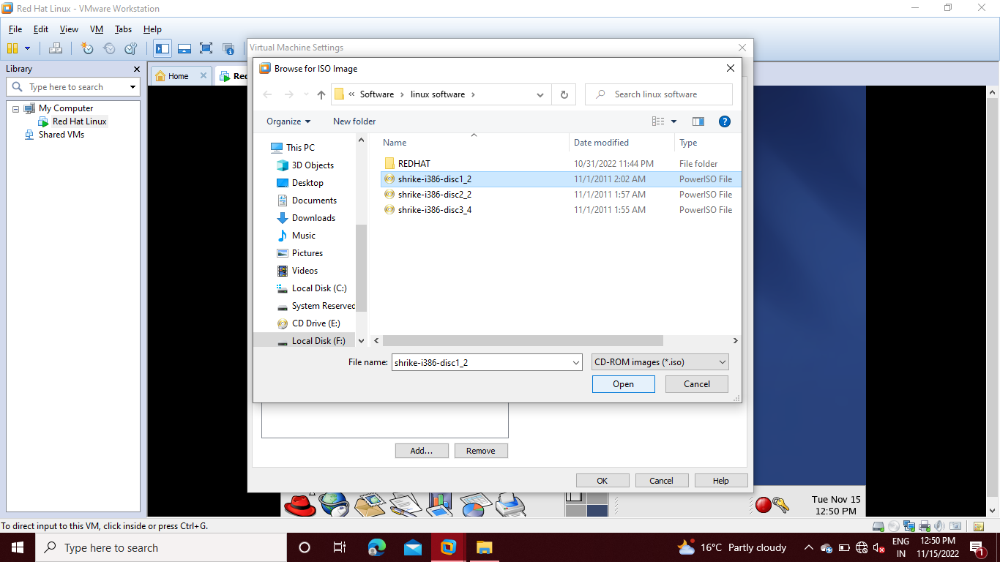 Red Hat Linux - VMware Workstation
File Edit View VM Tabs Help
Library
Type here to search
My Computer
Red Hat Linux
Shared VMs
Home
Rec
Virtual Machine Settings
Browse for ISO Image
« Software › linux software ›
Search linux software
Organize
New folder
This PC
3D Objects
Desktop
Documents
Downloads
Music
Pictures
Videos
Local Disk (C:)
System Reserved
CD Drive (E:)
Local Disk (F:)
Name Date modified Type
REDHAT 10/31/2022 11:44 PM File folder
shrike-i386-disc1_2 11/1/2011 2:02 AM PowerISO File
shrike-i386-disc2_2 11/1/2011 1:57 AM PowerISO File
shrike-i386-disc3_4 11/1/2011 1:55 AM PowerISO File
File name: shrike-i386-disc1_2 CD-ROM images (*.iso)
Open Cancel
Add... Remove
OK Cancel Help
Tue Nov 15
12:50 PM
To direct input to this VM, click inside or press Ctrl+G.
Type here to search
16°C Partly cloudy
ENG
IN
12:50 PM
11/15/2022
1